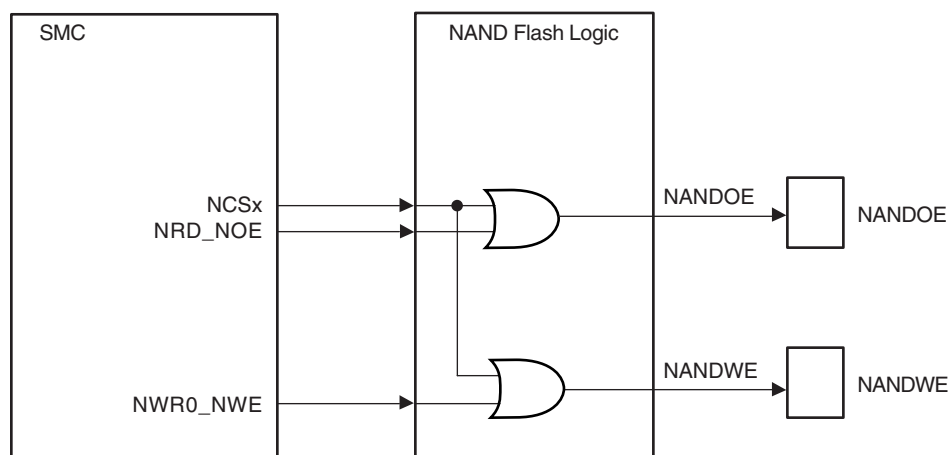 SMC
NAND Flash Logic
NCSx
NRD_NOE
NANDOE
NANDOE
NWR0_NWE
NANDWE
NANDWE